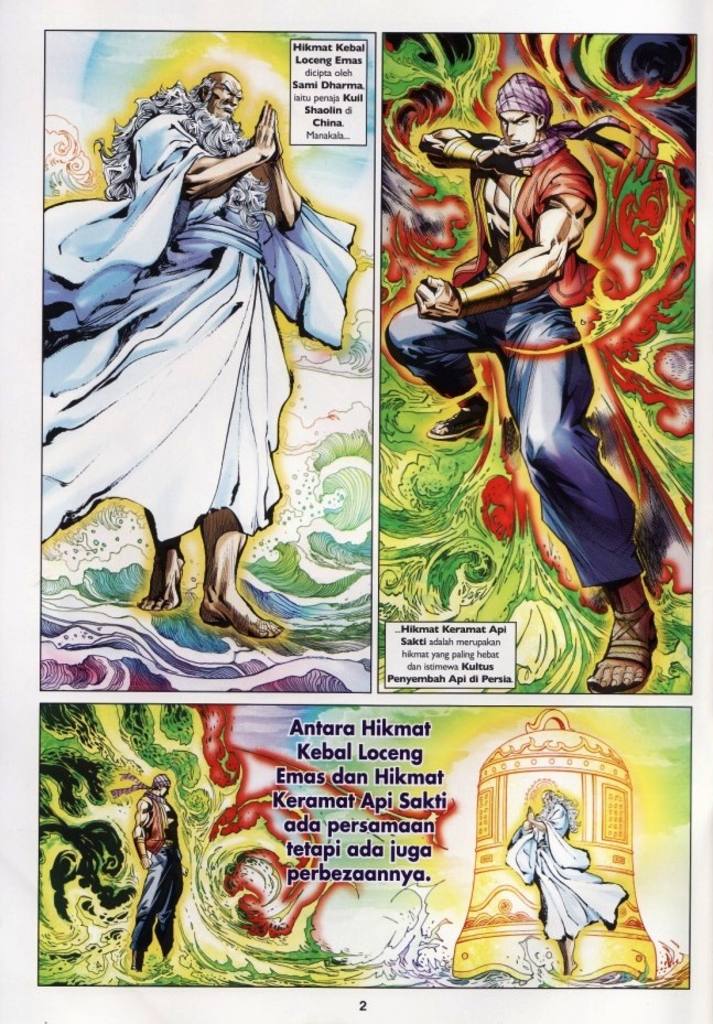 Hikmat Kebal
Loceng Emas
dicipta oleh
Sami Dharma,
iaitu penaja Kuil
Shaolin di
China.
Manakala...
...Hikmat Keramat Api
Sakti adalah merupakan
hikmat yang paling hebat
dan istimewa Kultus
Penyembah Api di Persia.
Antara Hikmat
Kebal Loceng
Emas dan Hikmat
Keramat Api Sakti
ada persamaan
tetapi ada juga
perbezaannya.
2